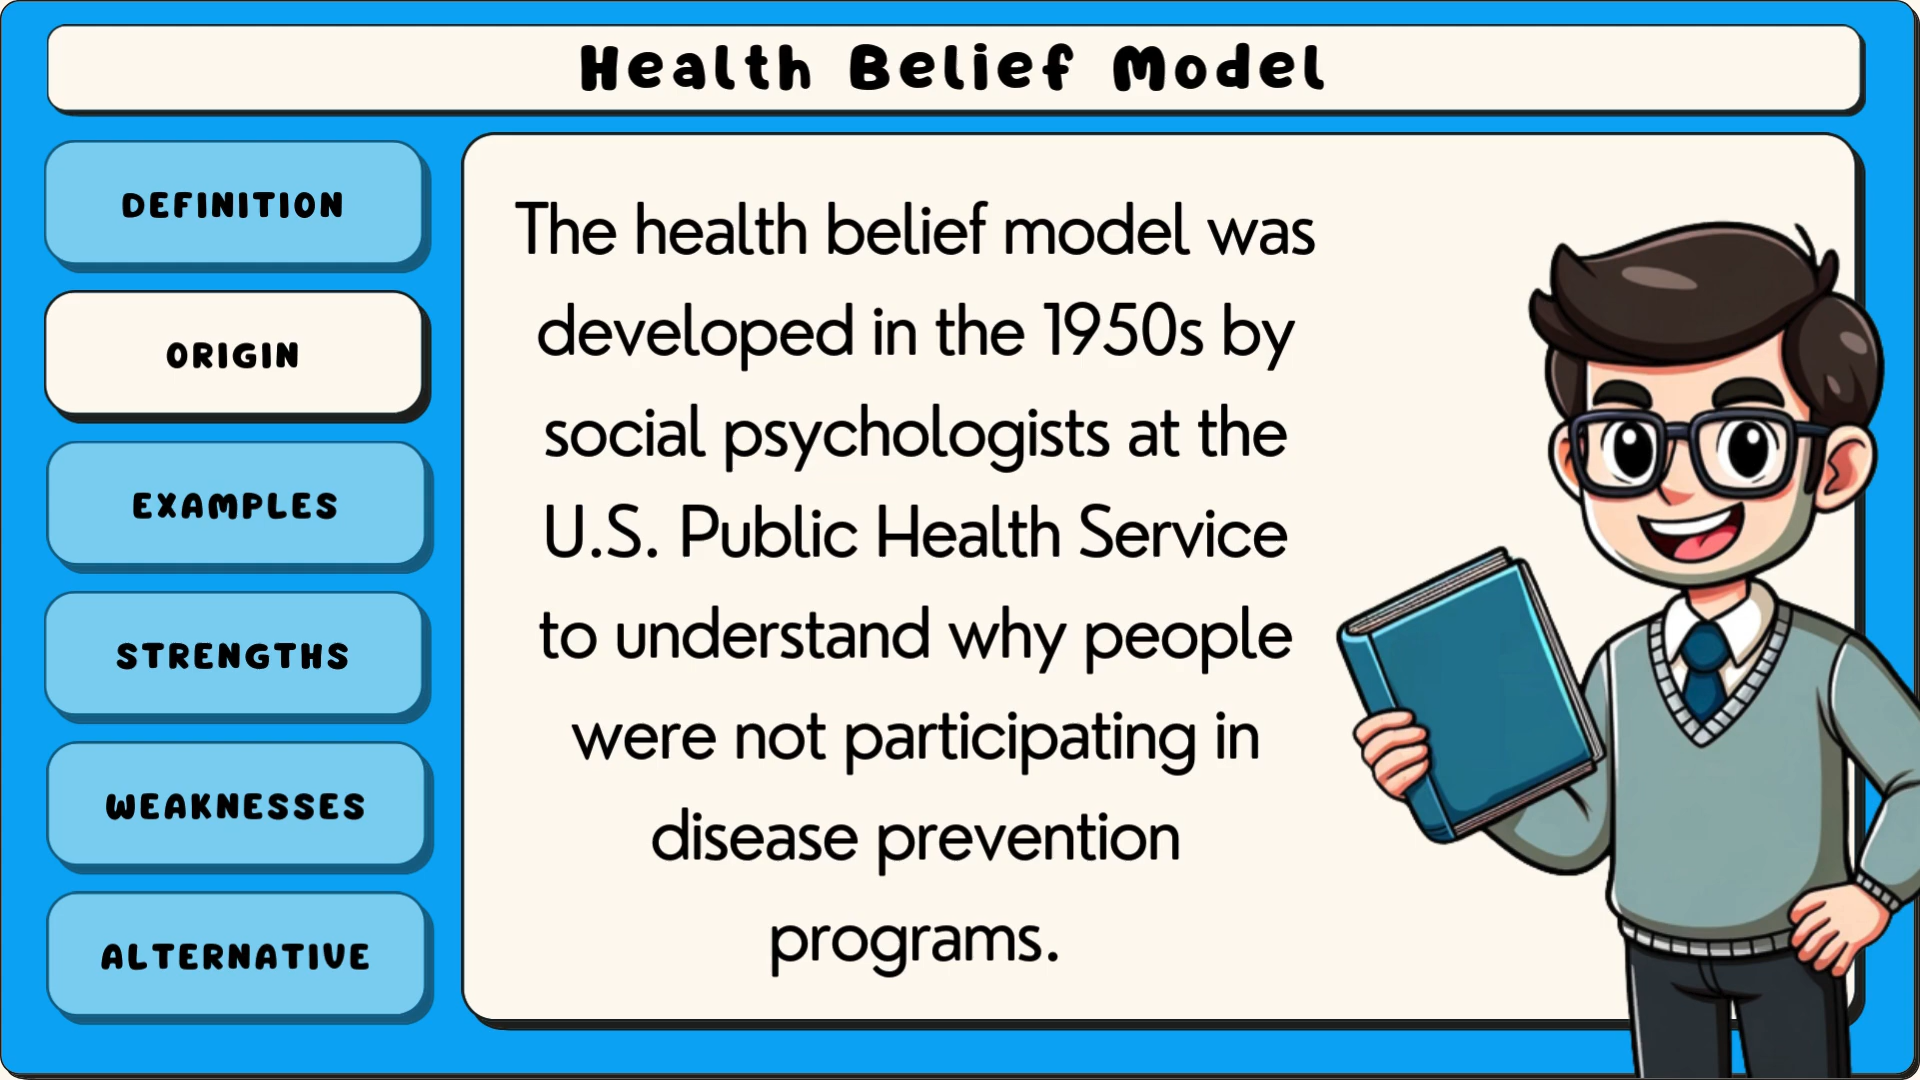 Health Belief Model
DEFINITION
ORIGIN
EXAMPLES
STRENGTHS
WEAKNESSES
ALTERNATIVE
The health belief model was
developed in the 1950s by
social psychologists at the
U.S. Public Health Service
to understand why people
were not participating in
disease prevention
programs.